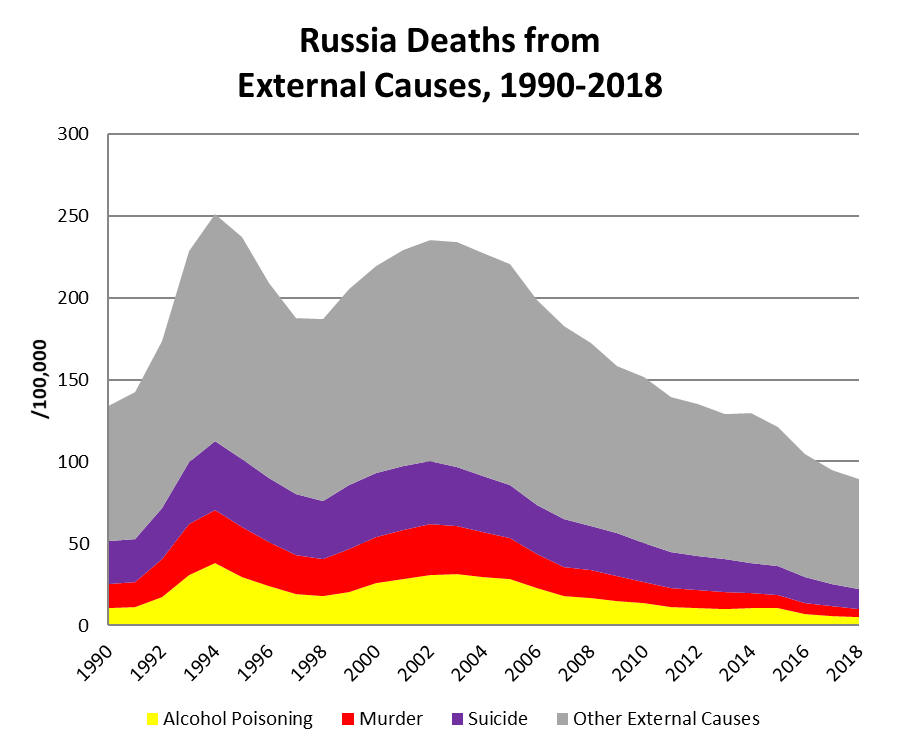 Russia Deaths from
External Causes, 1990-2018
300
250
200
150
100
50
0
/100,000
1990 1992 1994 1996 1998 2000 2002 2004 2006 2008 2010 2012 2014 2016 2018
Alcohol Poisoning Murder Suicide Other External Causes